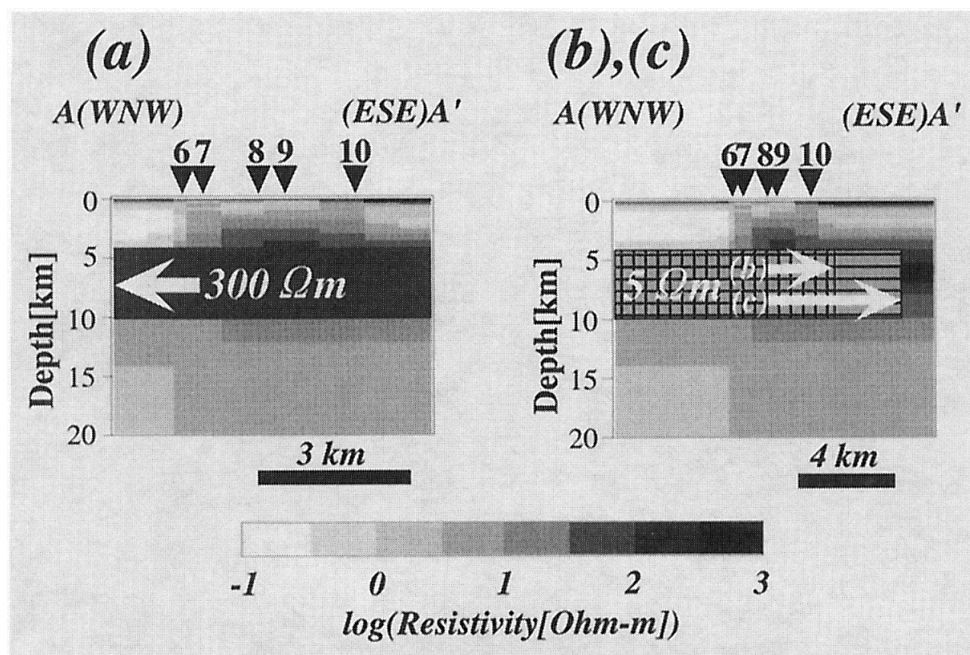 (a)
A(WNW) (ESE)A'
6 7 8 9 10
0
5
10
15
20
Depth[km]
300 Ωm
3 km
(b),(c)
A(WNW) (ESE)A'
67 89 10
0
5
10
15
20
Depth[km]
5 Ωm
(b)
(c)
4 km
-1 0 1 2 3
log(Resistivity[Ohm-m])